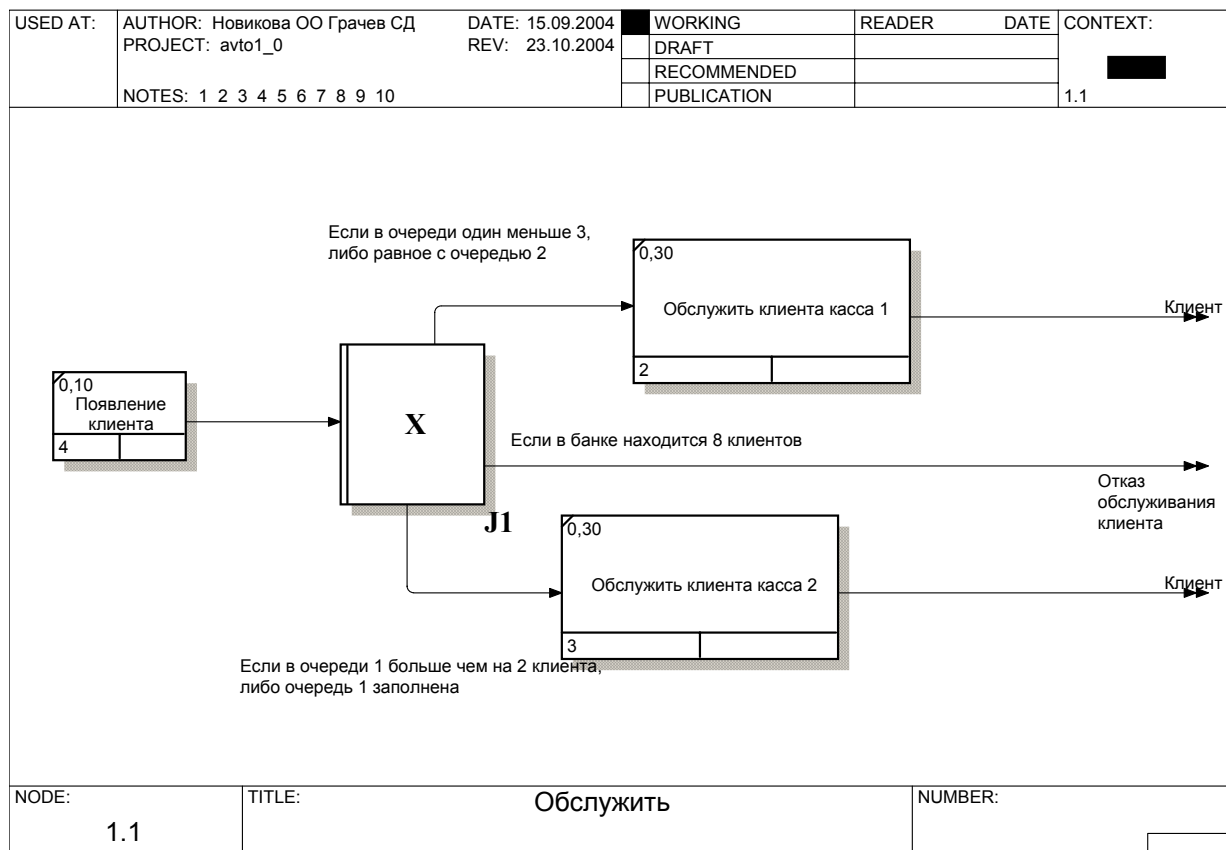 USED AT:
AUTHOR: Новикова ОО Грачев СД
DATE: 15.09.2004
PROJECT: avto1_0
REV: 23.10.2004
NOTES: 1 2 3 4 5 6 7 8 9 10
WORKING
DRAFT
RECOMMENDED
PUBLICATION
READER
DATE
CONTEXT:
1.1
Если в очереди один меньше 3,
либо равное с очередью 2
0,30
Обслужить клиента касса 1
2
Клиент
0,10
Появление
клиента
4
X
J1
Если в банке находится 8 клиентов
Отказ
обслуживания
клиента
0,30
Обслужить клиента касса 2
3
Клиент
Если в очереди 1 больше чем на 2 клиента,
либо очередь 1 заполнена
NODE:
1.1
TITLE:
Обслужить
NUMBER: